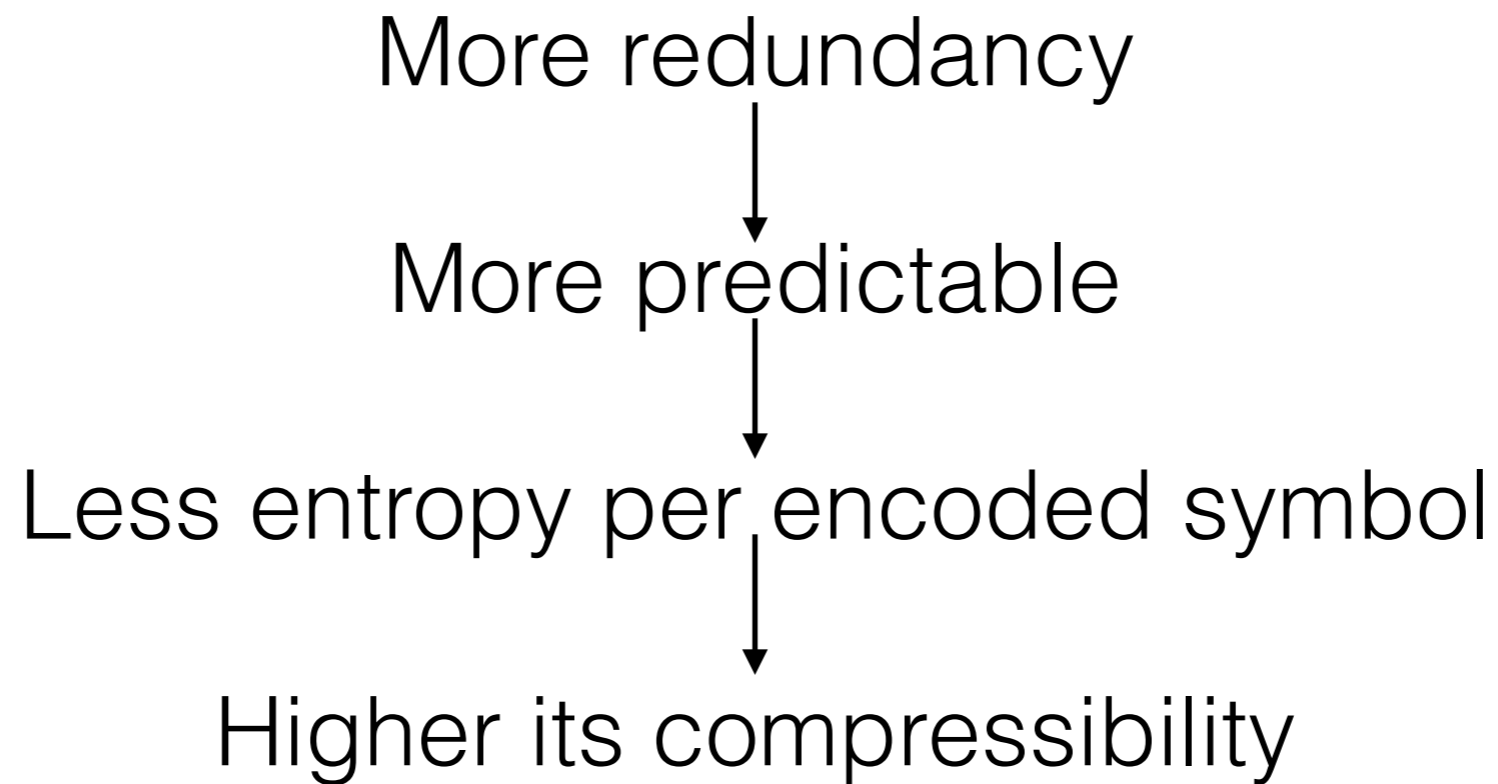 More redundancy
More predictable
Less entropy per encoded symbol
Higher its compressibility